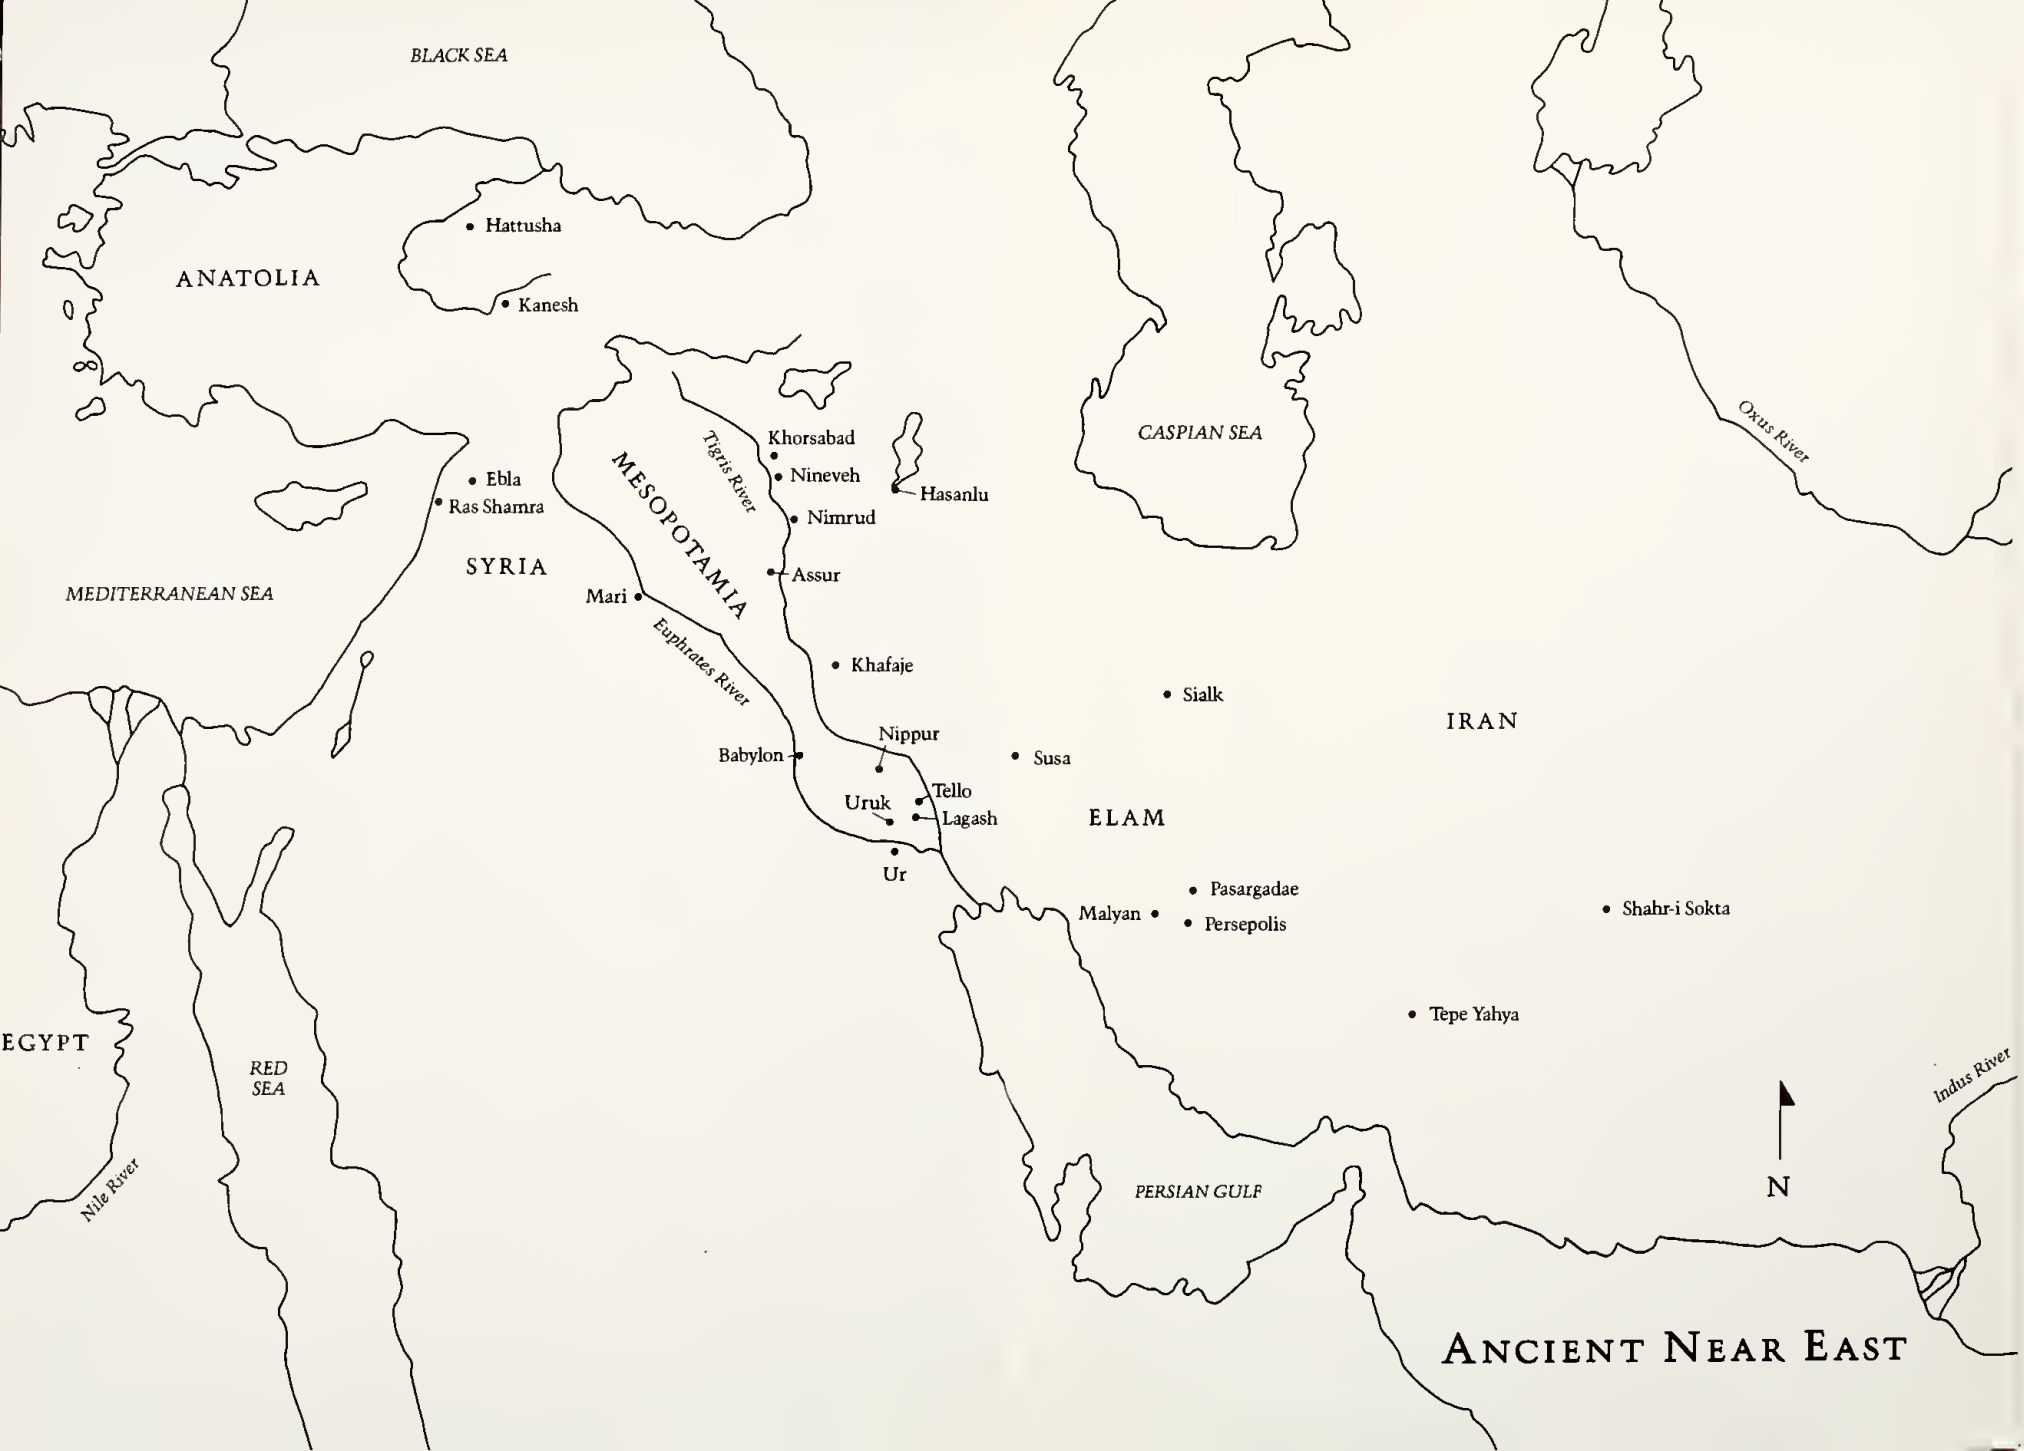 BLACK SEA
Hattusha
ANATOLIA
Kanesh
Oxus River
CASPIAN SEA
Tigris River
Khorsabad
MESOPOTAMIA
Nineveh
Ebla
Hasanlu
Ras Shamra
Nimrud
SYRIA
Assur
MEDITERRANEAN SEA
Mari
Euphrates River
Khafaje
Sialk
IRAN
Nippur
Babylon
Susa
Tello
Uruk
Lagash
ELAM
Ur
Pasargadae
Malyan
Persepolis
Shahr-i Sokta
Tepe Yahya
EGYPT
RED
SEA
Indus River
Nile River
PERSIAN GULF
N
ANCIENT NEAR EAST